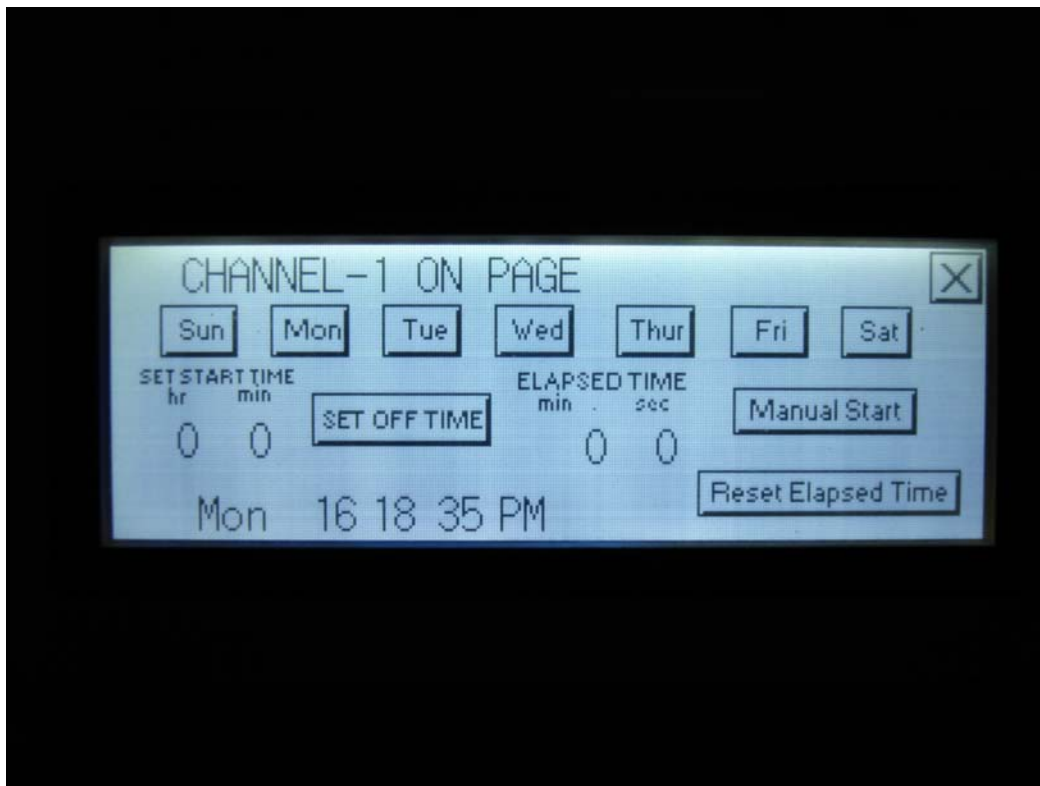 CHANNEL-1 ON PAGE X
Sun Mon Tue Wed Thur Fri Sat
SET START TIME ELAPSED TIME
hr min min sec
SET OFF TIME Manual Start
0 0 0 0
Reset Elapsed Time
Mon 16 18 35 PM